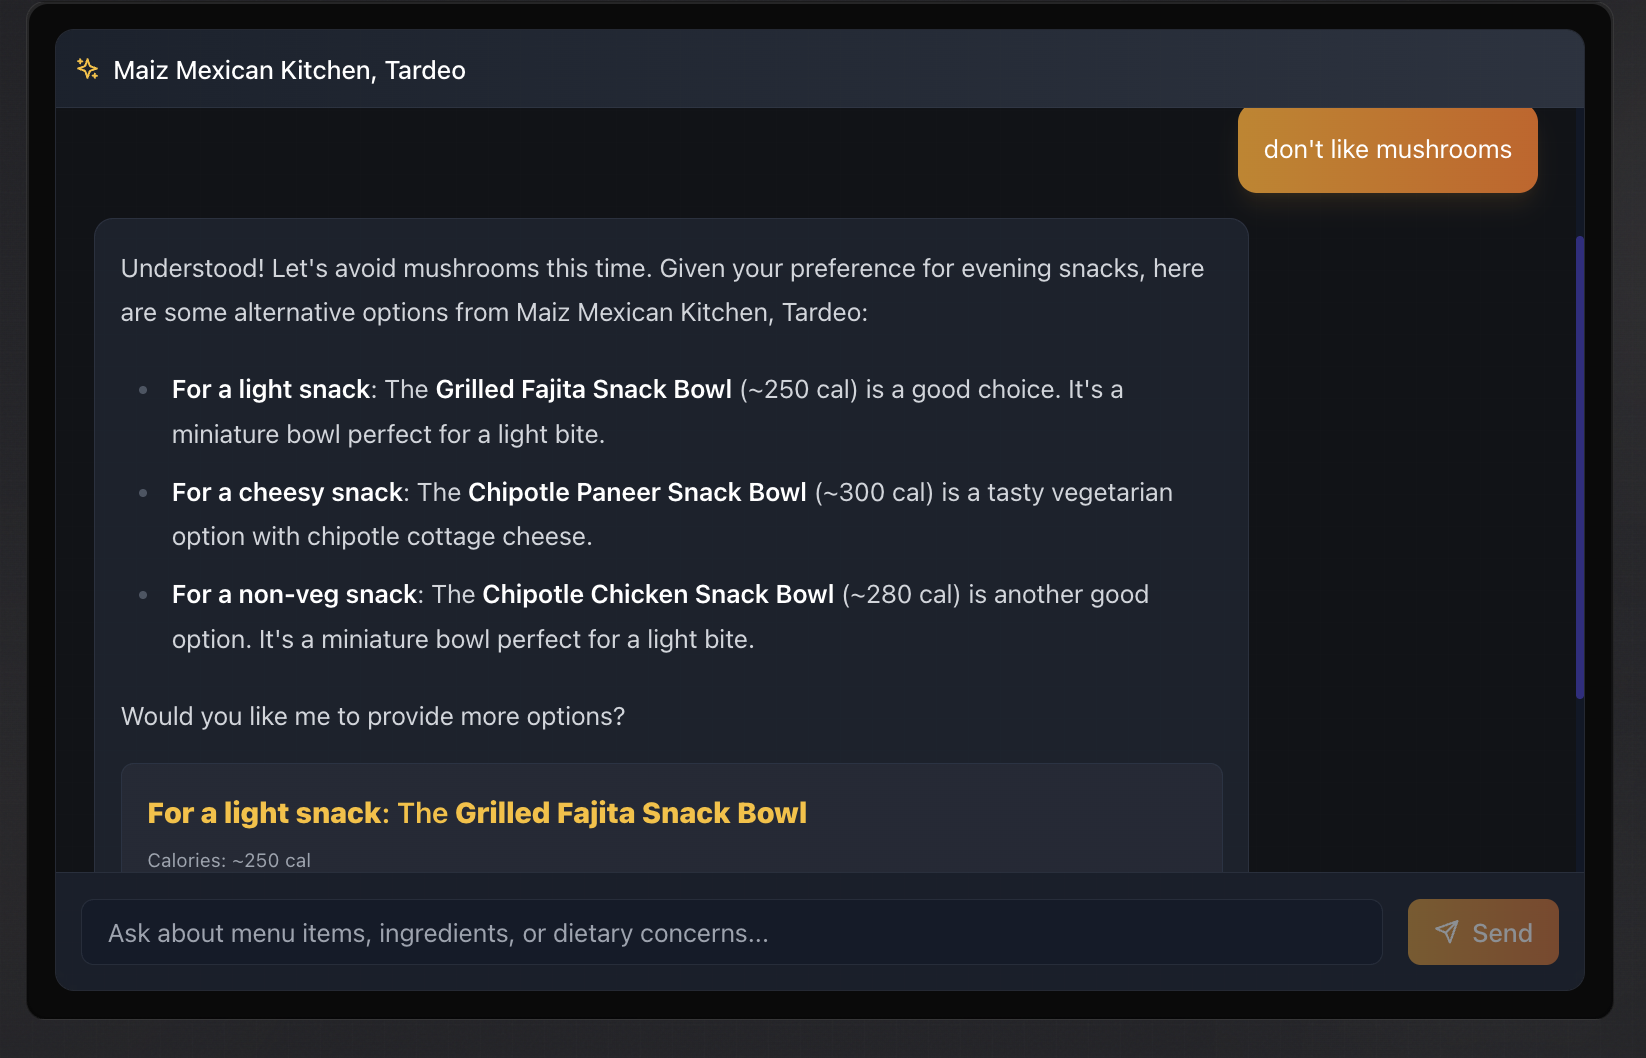 Maiz Mexican Kitchen, Tardeo
don't like mushrooms
Understood! Let's avoid mushrooms this time. Given your preference for evening snacks, here
are some alternative options from Maiz Mexican Kitchen, Tardeo:
For a light snack: The Grilled Fajita Snack Bowl (~250 cal) is a good choice. It's a
miniature bowl perfect for a light bite.
For a cheesy snack: The Chipotle Paneer Snack Bowl (~300 cal) is a tasty vegetarian
option with chipotle cottage cheese.
For a non-veg snack: The Chipotle Chicken Snack Bowl (~280 cal) is another good
option. It's a miniature bowl perfect for a light bite.
Would you like me to provide more options?
For a light snack: The Grilled Fajita Snack Bowl
Calories: ~250 cal
Ask about menu items, ingredients, or dietary concerns...
Send